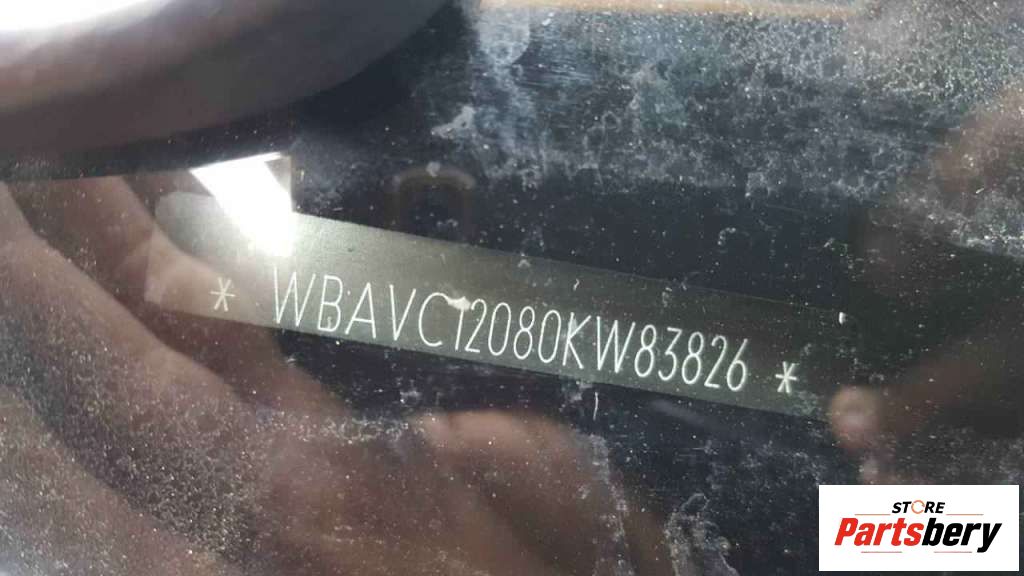 * WBAVC12080KW83826 *
STORE
Partsbery